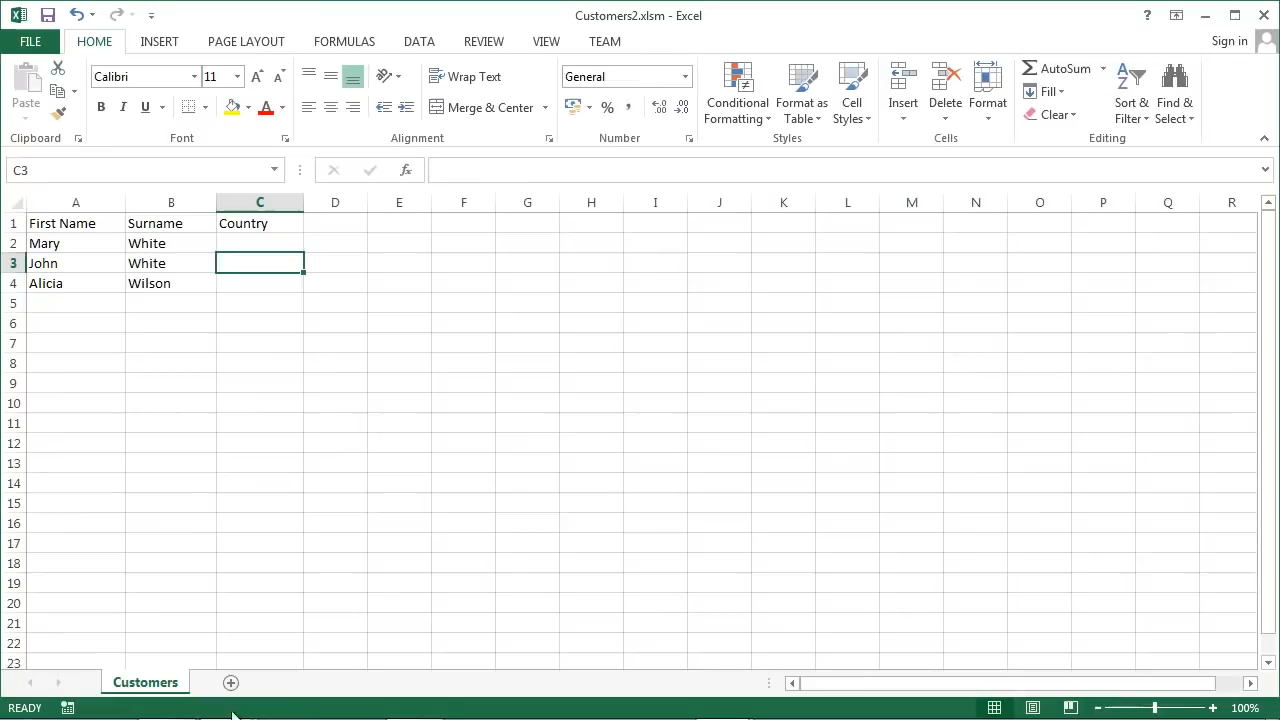 Customers2.xlsm - Excel
?
FILE HOME INSERT PAGE LAYOUT FORMULAS DATA REVIEW VIEW TEAM Sign in
Paste Calibri 11 A A Wrap Text General Conditional Formatting Format as Table Cell Styles Insert Delete Format AutoSum Sort & Filter Find & Select
B I U A Merge & Center % , .0 .00 Fill
Clear
Clipboard Font Alignment Number Styles Cells Editing
C3 fx
A B C D E F G H I J K L M N O P Q R
1 First Name Surname Country
2 Mary White
3 John White
4 Alicia Wilson
5
6
7
8
9
10
11
12
13
14
15
16
17
18
19
20
21
22
23
Customers
READY 100%